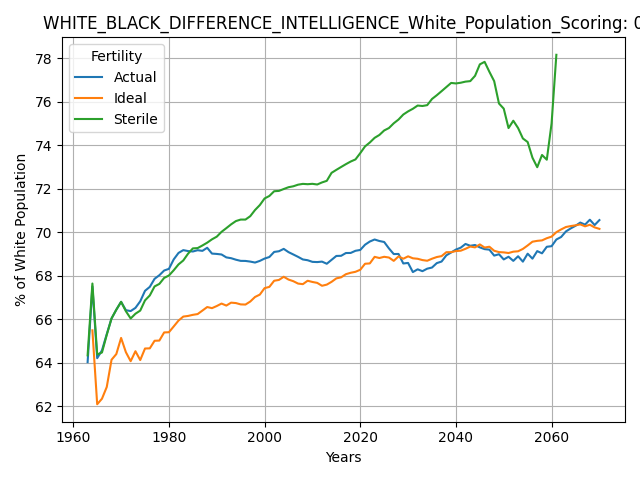 WHITE_BLACK_DIFFERENCE_INTELLIGENCE_White_Population_Scoring: 0
Fertility
Actual
Ideal
Sterile
% of White Population
78
76
74
72
70
68
66
64
62
1960 1980 2000 2020 2040 2060
Years